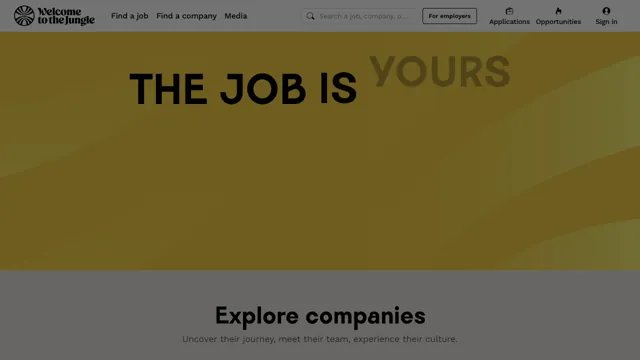 Welcome
to the Jungle
Find a job
Find a company
Media
Search a job, company, o...
For employers
Applications
Opportunities
Sign in
THE JOB IS YOURS
Explore companies
Uncover their journey, meet their team, experience their culture.